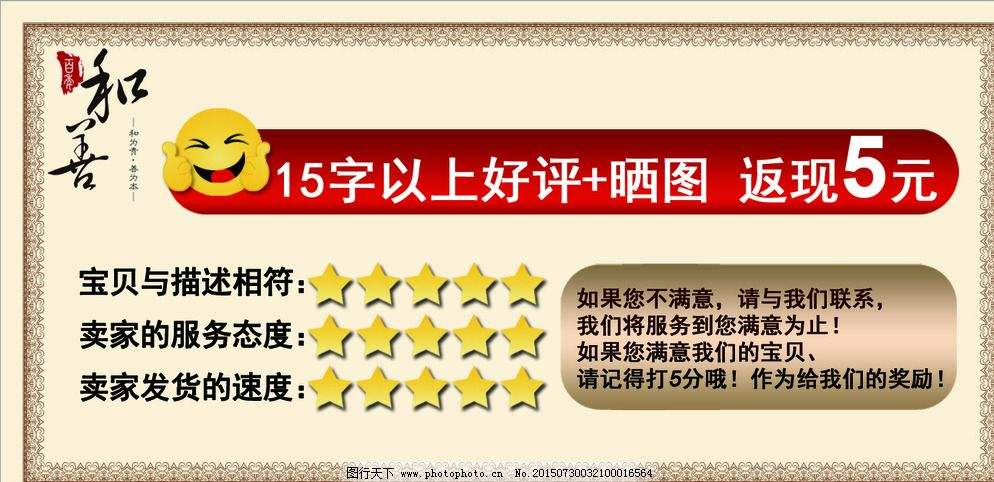 百年
和善
—和为贵·善为本—
15字以上好评+晒图 返现5元
宝贝与描述相符:
卖家的服务态度:
卖家发货的速度:
如果您不满意,请与我们联系,
我们将服务到您满意为止!
如果您满意我们的宝贝、
请记得打5分哦!作为给我们的奖励!
图行天下 www.photophoto.cn No.20150730032100016564